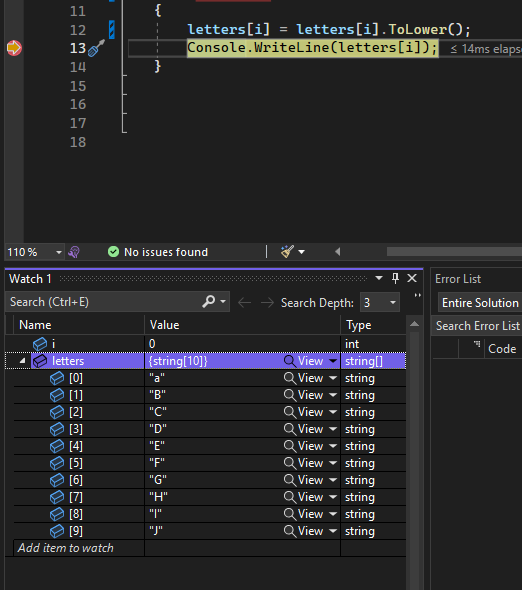 11 {
12 letters[i] = letters[i].ToLower();
13 Console.WriteLine(letters[i]); ≤ 14ms elaps
14 }
15
16
17
18
110 % No issues found
Watch 1
Error List
Search (Ctrl+E) Search Depth: 3
Entire Solution
Search Error List
Name Value Type
Code
i 0 int
letters {string[10]} View string[]
[0] "a" View string
[1] "B" View string
[2] "C" View string
[3] "D" View string
[4] "E" View string
[5] "F" View string
[6] "G" View string
[7] "H" View string
[8] "I" View string
[9] "J" View string
Add item to watch